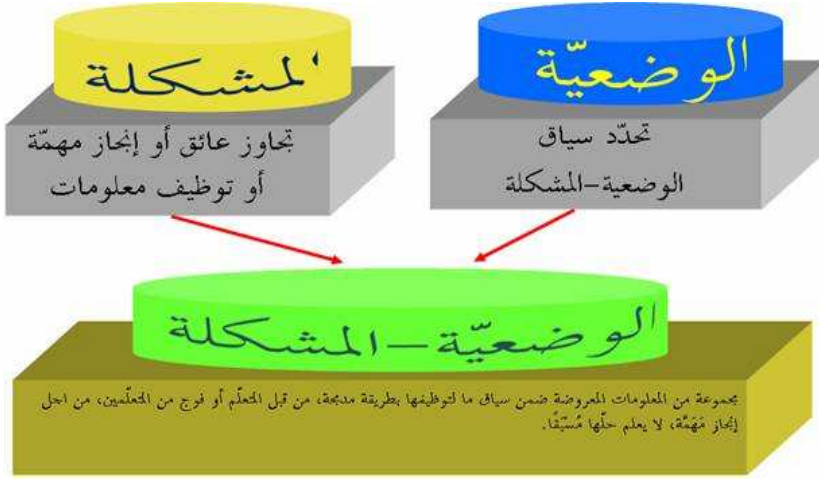 الوضعيّة
تحدّد سياق
الوضعية-المشكلة
المشكلة
تجاوز عائق أو إنجاز مهمّة
أو توظيف معلومات
الوضعيّة-المشكلة
مجموعة من المعلومات المعروضة ضمن سياق ما لتوظيفها بطريقة مدمجة، من قبل المتعلّم أو فوج من المتعلّمين، من اجل
إنجاز مَهَمَّة، لا يعلم حلّها مُسَبّقًا.